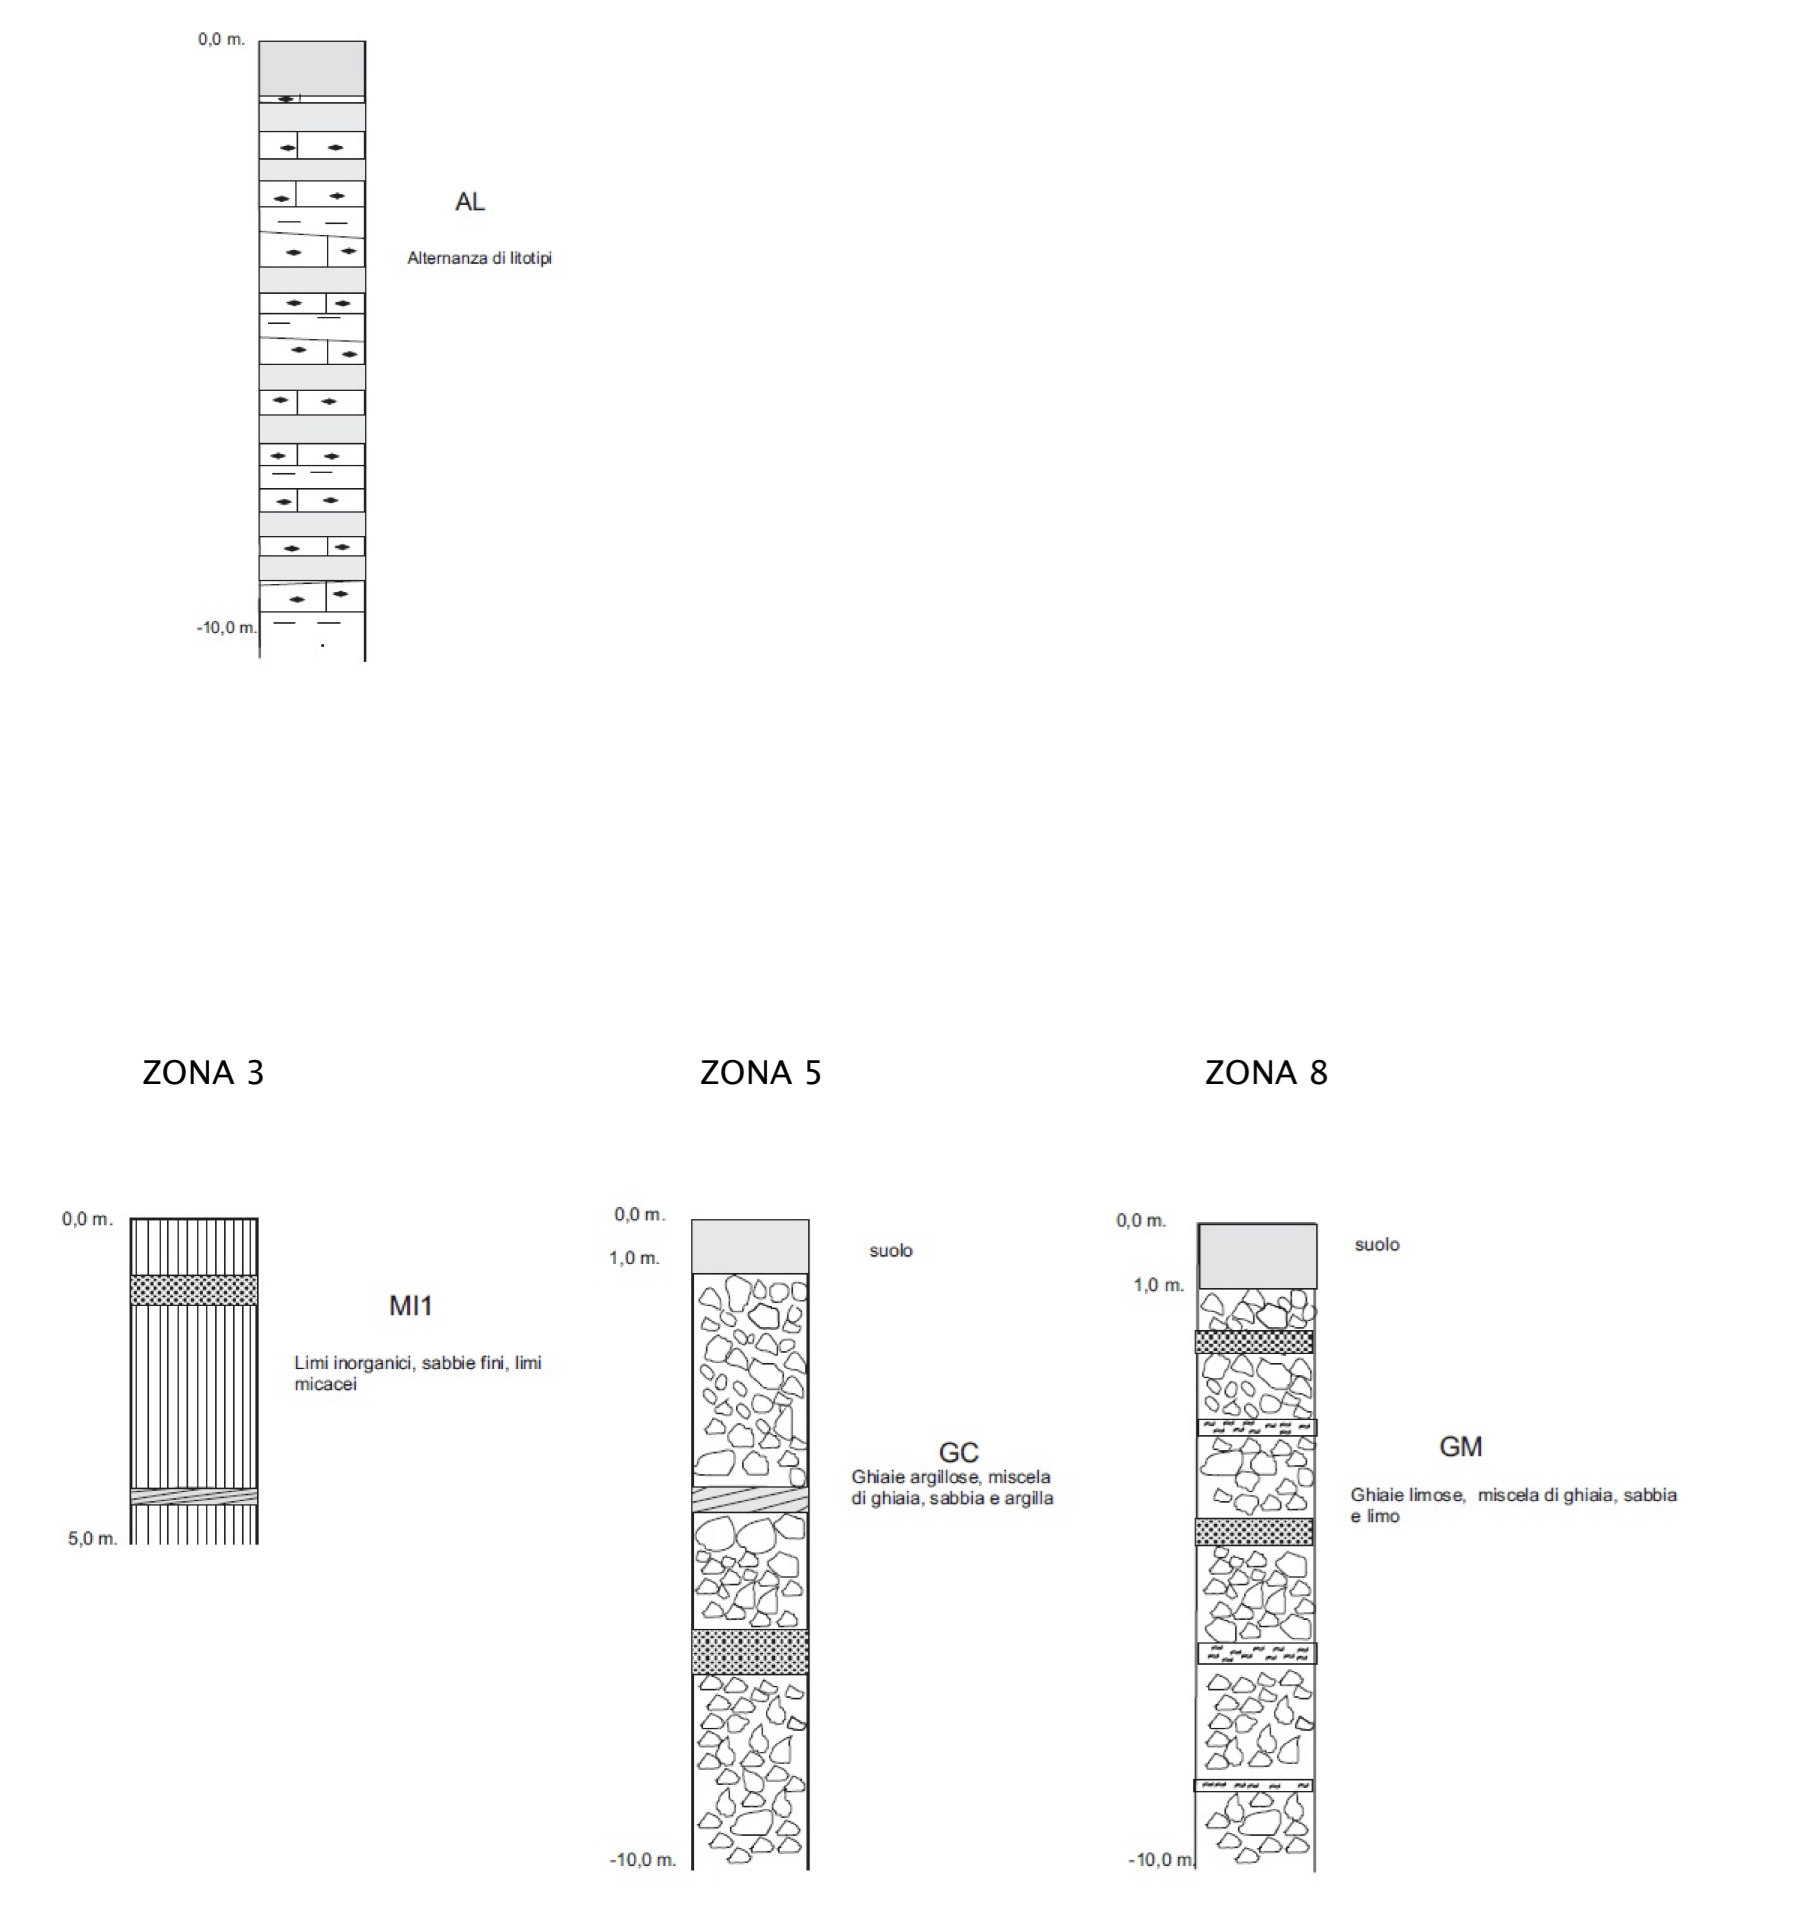 0,0 m.
AL
Alternanza di litotipi
-10,0 m.
ZONA 3
ZONA 5
ZONA 8
0,0 m.
MI1
Limi inorganici, sabbie fini, limi
micacei
5,0 m.
0,0 m.
1,0 m.
suolo
GC
Ghiaie argillose, miscela
di ghiaia, sabbia e argilla
-10,0 m.
0,0 m.
suolo
1,0 m.
GM
Ghiaie limose, miscela di ghiaia, sabbia
e limo
-10,0 m.